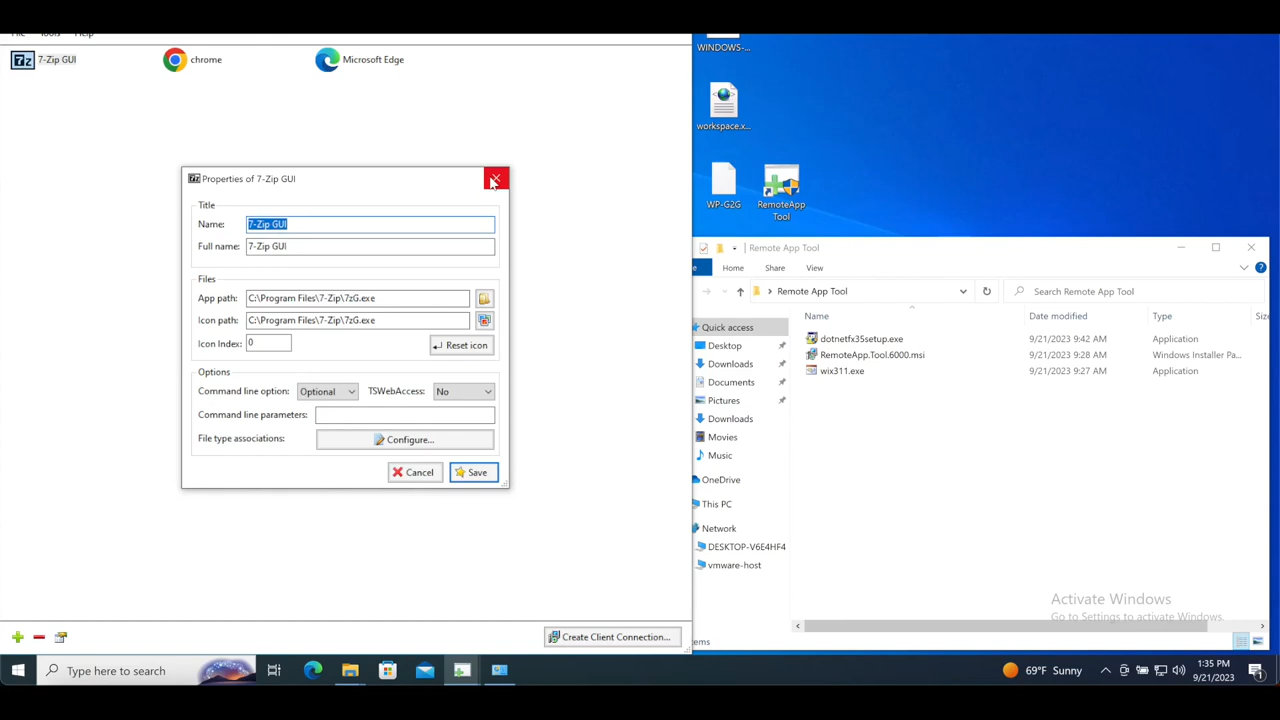 File Tools Help
7-Zip GUI
chrome
Microsoft Edge
WINDOWS-...
workspace.x...
WP-G2G
RemoteApp
Tool
Properties of 7-Zip GUI
Title
Name: 7-Zip GUI
Full name: 7-Zip GUI
Files
App path: C:\Program Files\7-Zip\7zG.exe
Icon path: C:\Program Files\7-Zip\7zG.exe
Icon Index: 0
Reset icon
Options
Command line option: Optional TSWebAccess: No
Command line parameters:
File type associations: Configure...
Cancel Save
Create Client Connection...
Remote App Tool
Home Share View
Remote App Tool
Search Remote App Tool
Name Date modified Type Size
Quick access
Desktop
Downloads
Documents
Pictures
Downloads
Movies
Music
OneDrive
This PC
Network
DESKTOP-V6E4HF4
vmware-host
dotnetfx35setup.exe 9/21/2023 9:42 AM Application
RemoteApp.Tool.6000.msi 9/21/2023 9:28 AM Windows Installer Pa...
wix311.exe 9/21/2023 9:27 AM Application
Activate Windows
Go to Settings to activate Windows.
Type here to search
69°F Sunny
1:35 PM
9/21/2023
1